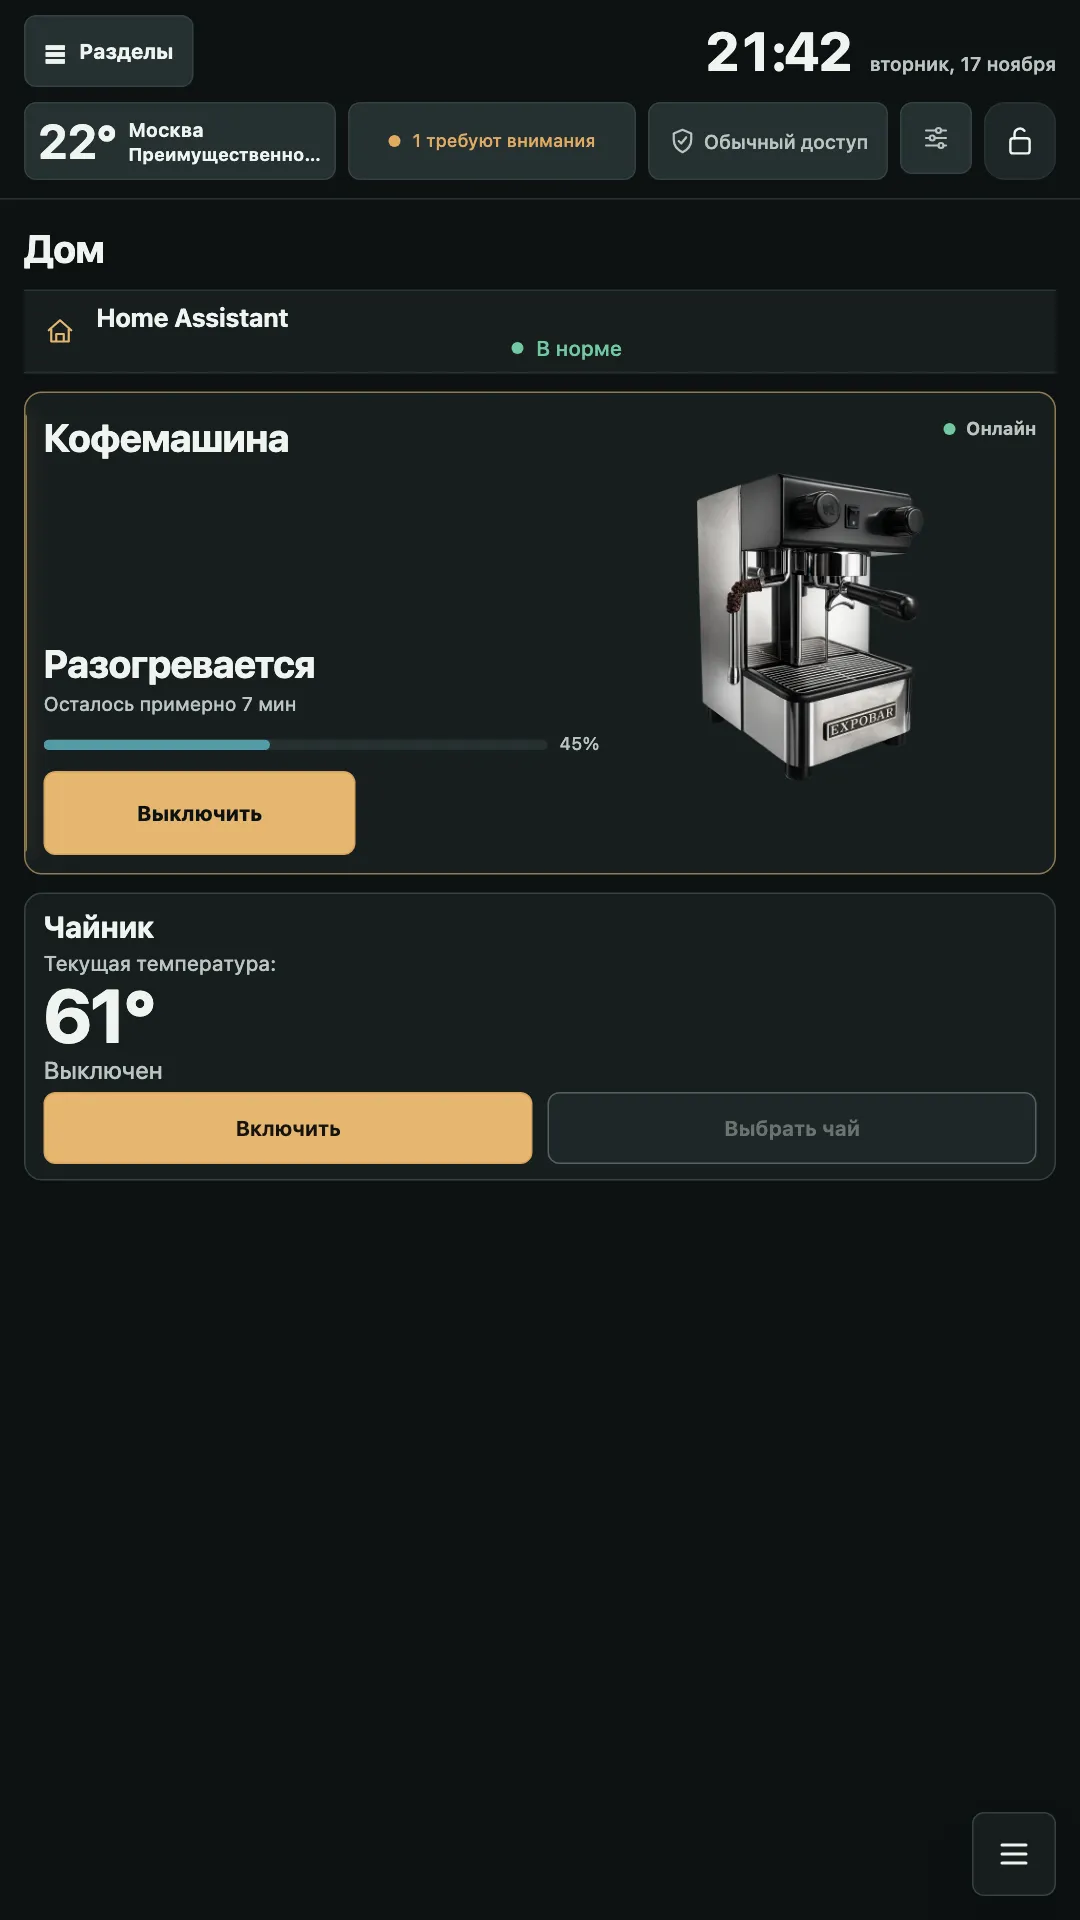 Разделы
21:42 вторник, 17 ноября
22° Москва
Преимущественно...
1 требуют внимания
Обычный доступ
Дом
Home Assistant
В норме
Кофемашина
Онлайн
EXPOBAR
Разогревается
Осталось примерно 7 мин
45%
Выключить
Чайник
Текущая температура:
61°
Выключен
Включить
Выбрать чай